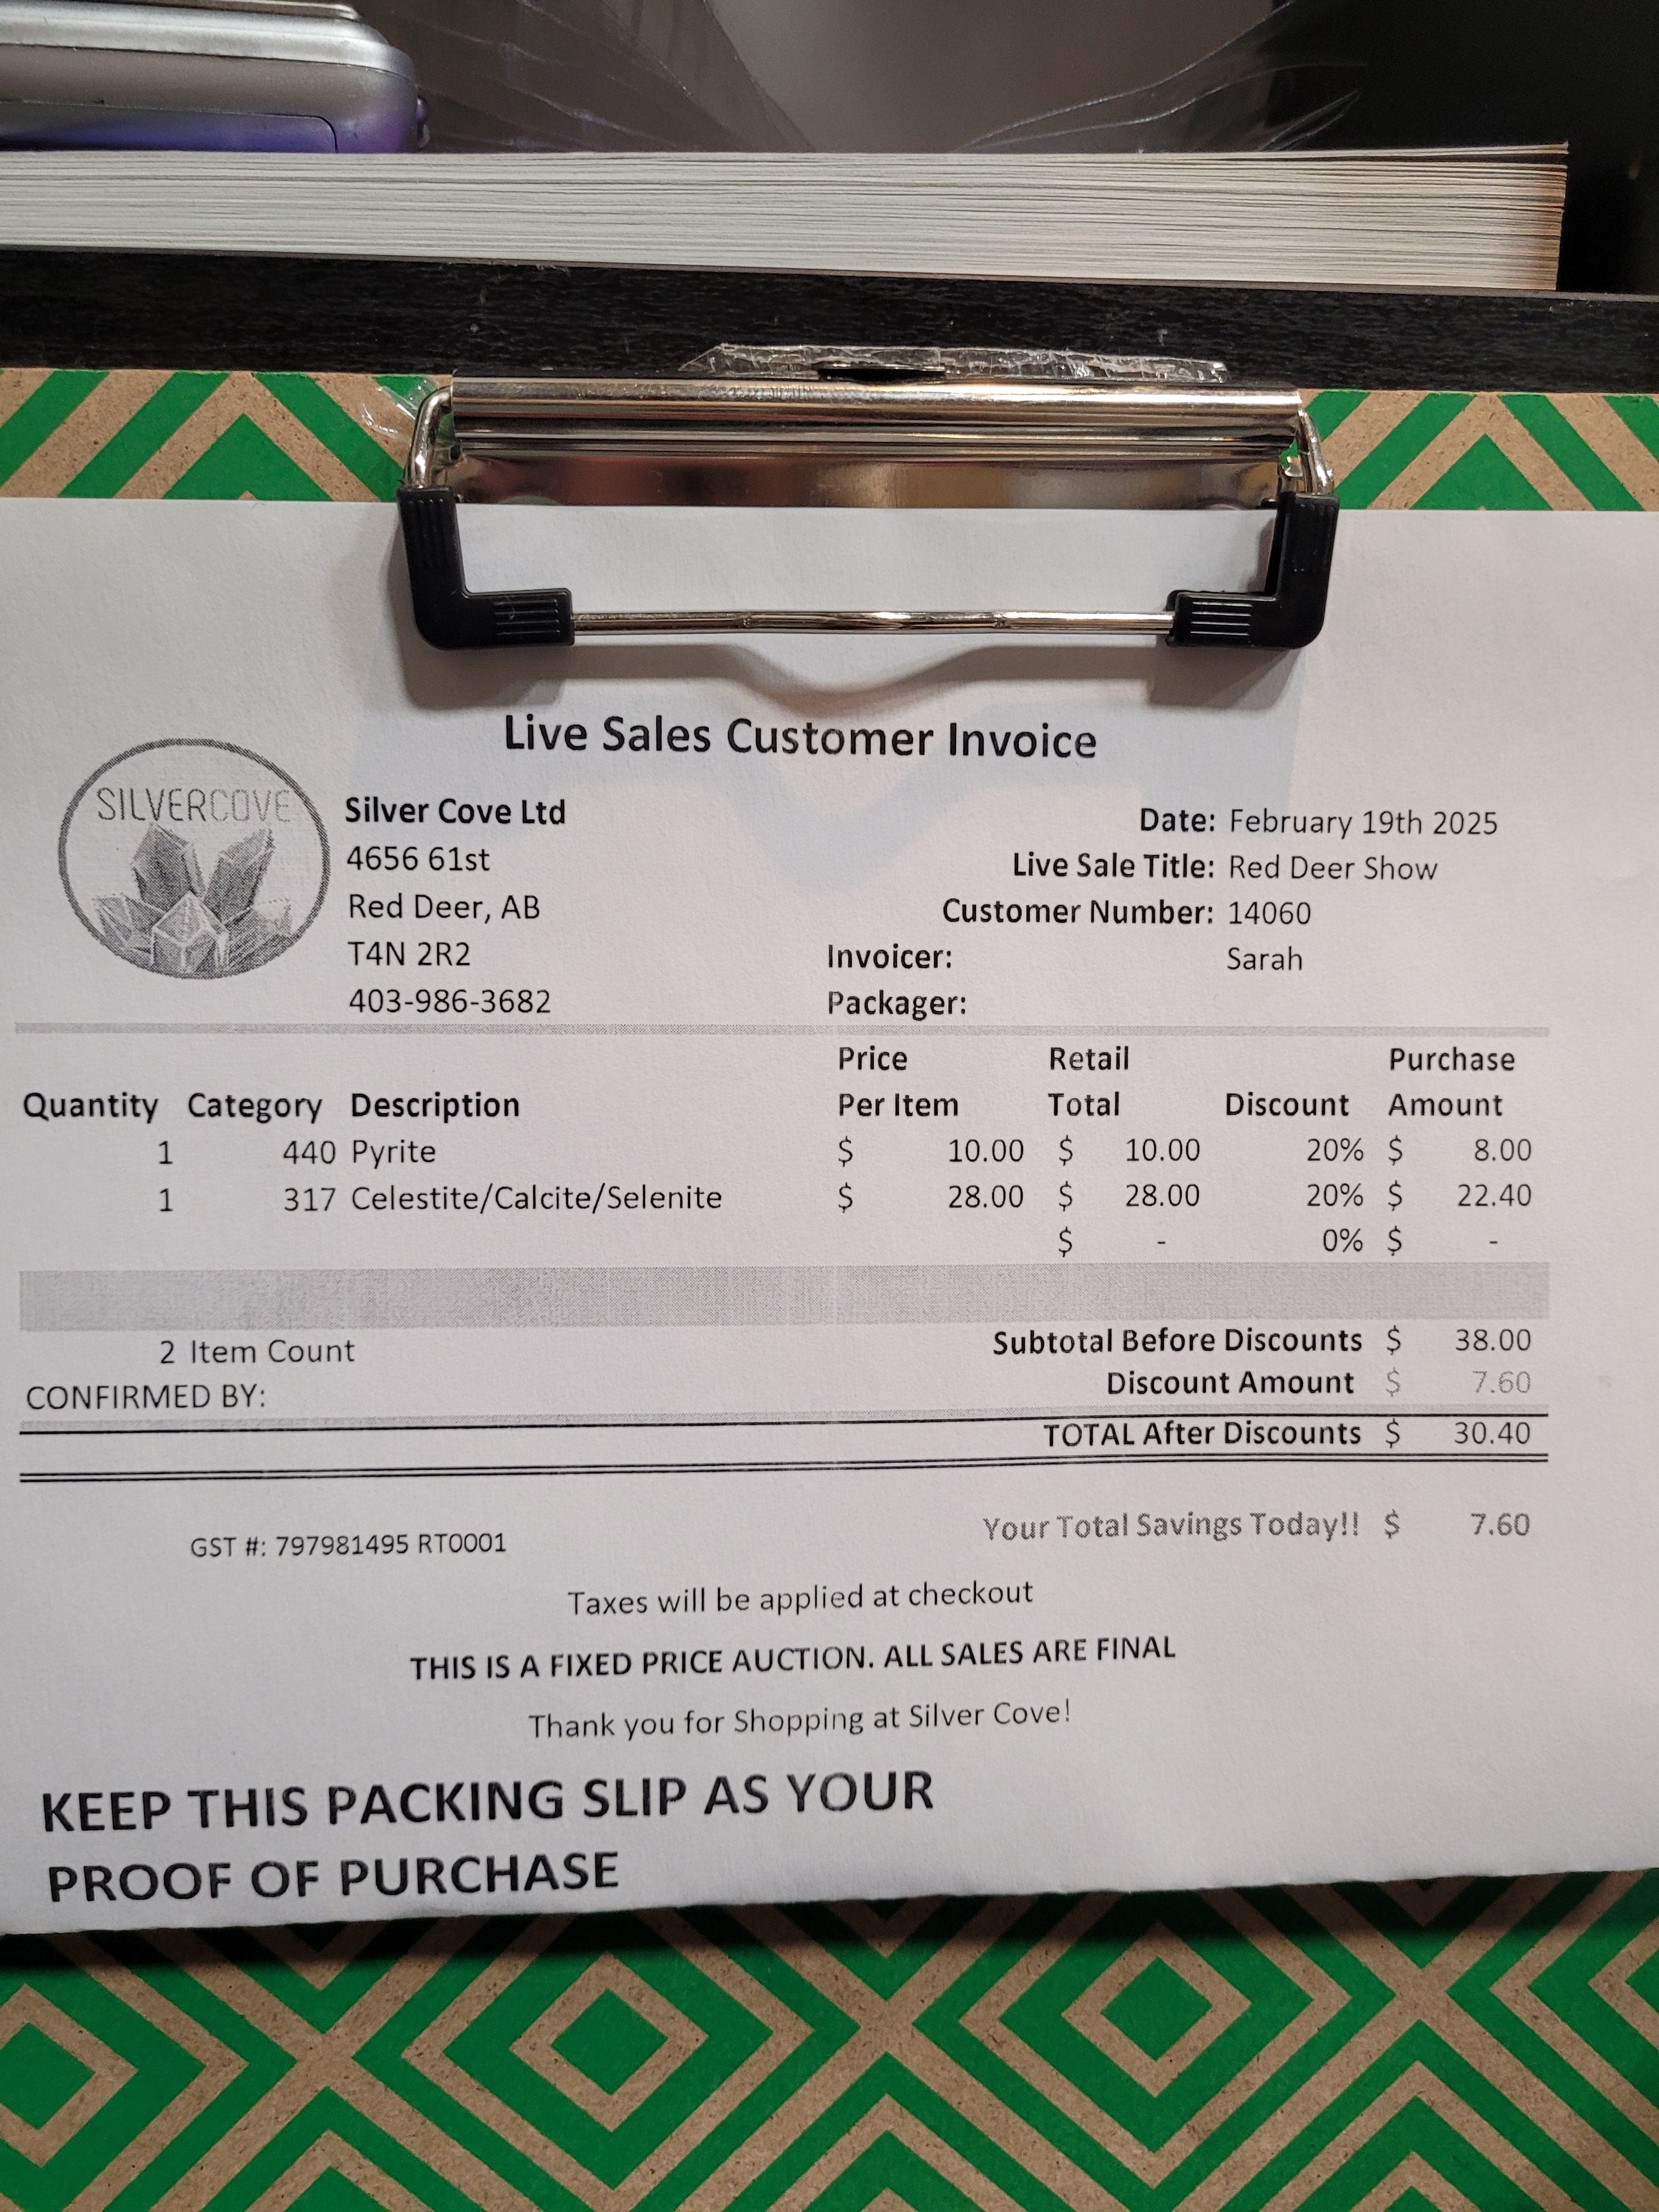 Live Sales Customer Invoice
SILVERCOVE
Silver Cove Ltd
4656 61st
Red Deer, AB
T4N 2R2
403-986-3682
Date: February 19th 2025
Live Sale Title: Red Deer Show
Customer Number: 14060
Invoicer: Sarah
Packager:
Quantity Category Description Price Per Item Retail Total Discount Purchase Amount
1 440 Pyrite $ 10.00 $ 10.00 20% $ 8.00
1 317 Celestite/Calcite/Selenite $ 28.00 $ 28.00 20% $ 22.40
$ - 0% $ -
2 Item Count
CONFIRMED BY:
Subtotal Before Discounts $ 38.00
Discount Amount $ 7.60
TOTAL After Discounts $ 30.40
Your Total Savings Today!! $ 7.60
GST #: 797981495 RT0001
Taxes will be applied at checkout
THIS IS A FIXED PRICE AUCTION. ALL SALES ARE FINAL
Thank you for Shopping at Silver Cove!
KEEP THIS PACKING SLIP AS YOUR
PROOF OF PURCHASE